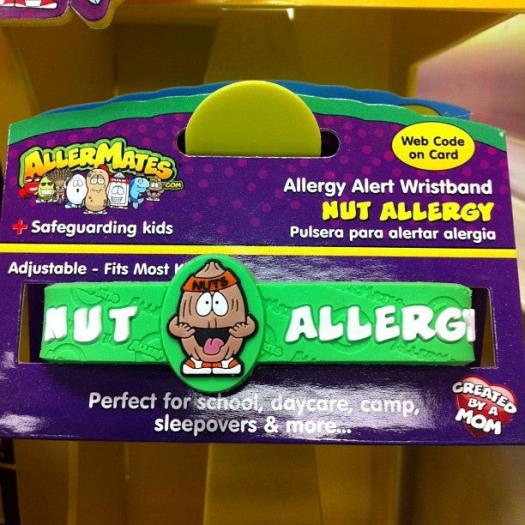 Web Code
on Card
ALLERMATES
.COM
Allergy Alert Wristband
NUT ALLERGY
+ Safeguarding kids
Pulsera para alertar alergia
Adjustable - Fits Most
NUTS
NUT ALLERGY
Perfect for school, daycare, camp,
sleepovers & more...
CREATED
BY A
MOM